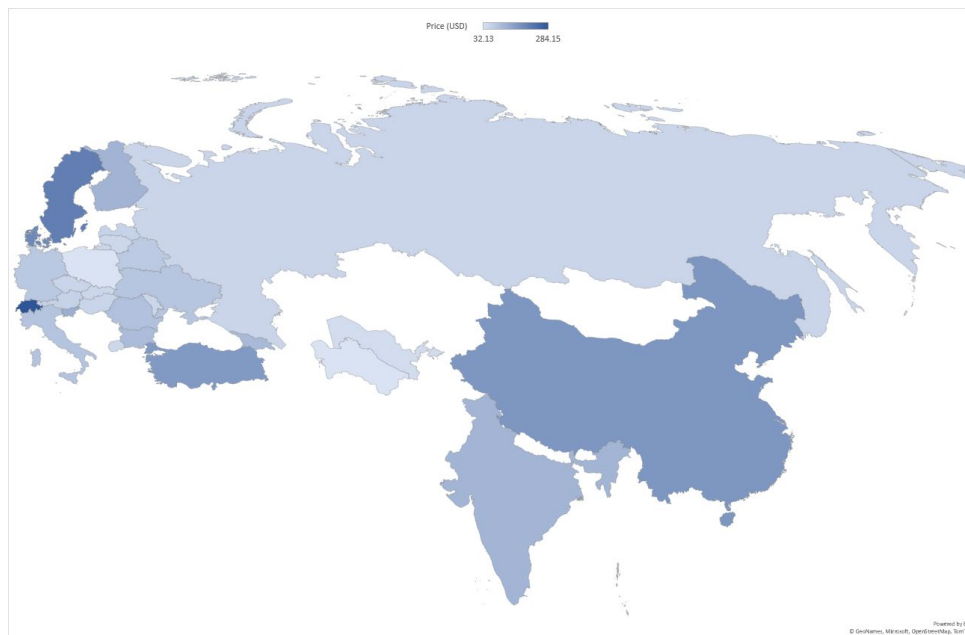 Price (USD)
32.13 284.15
Powered by
© GeoNames, Microsoft, OpenStreetMap, Tom